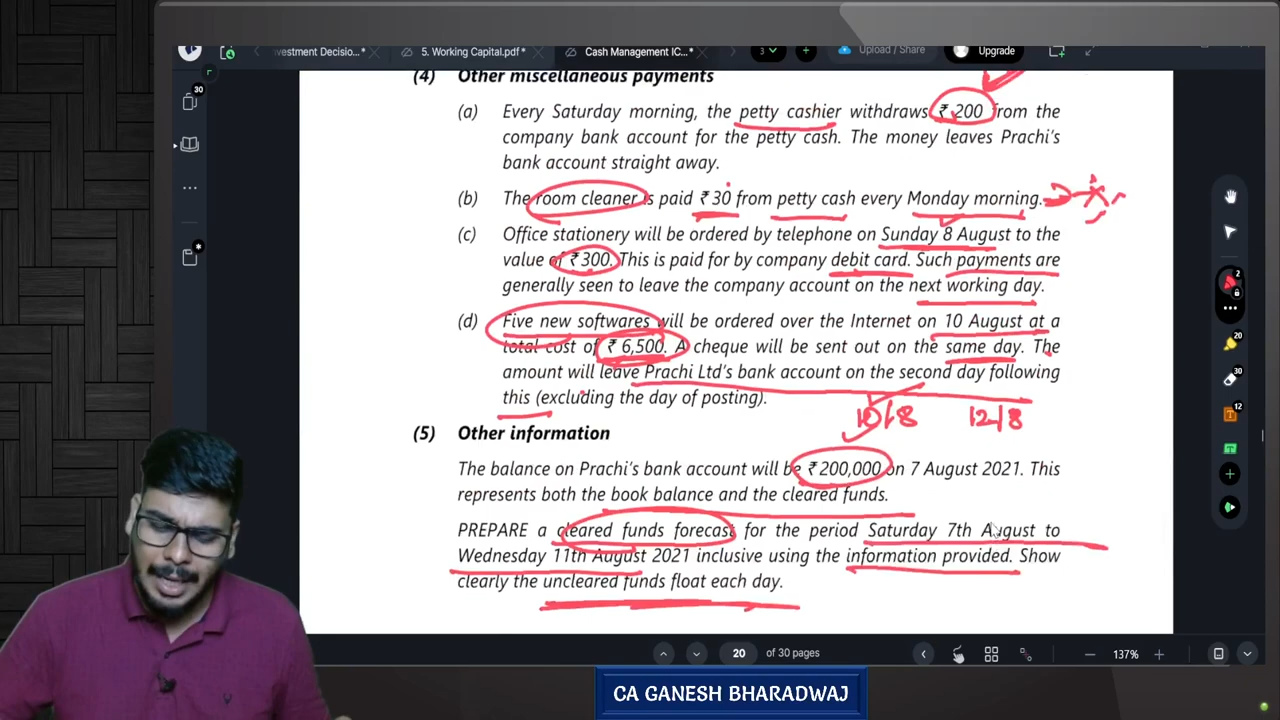 nvestment Decisio...*
5. Working Capital.pdf*
Cash Management IC...*
3
Upload / Share
Upgrade
30
(4) Other miscellaneous payments
(a) Every Saturday morning, the petty cashier withdraws ₹ 200 from the
company bank account for the petty cash. The money leaves Prachi's
bank account straight away.
(b) The room cleaner is paid ₹ 30 from petty cash every Monday morning.
(c) Office stationery will be ordered by telephone on Sunday 8 August to the
value of ₹ 300. This is paid for by company debit card. Such payments are
generally seen to leave the company account on the next working day.
(d) Five new softwares will be ordered over the Internet on 10 August at a
total cost of ₹ 6,500. A cheque will be sent out on the same day. The
amount will leave Prachi Ltd's bank account on the second day following
this (excluding the day of posting).
10/8 12/8
(5) Other information
The balance on Prachi's bank account will be ₹ 200,000 on 7 August 2021. This
represents both the book balance and the cleared funds.
PREPARE a cleared funds forecast for the period Saturday 7th August to
Wednesday 11th August 2021 inclusive using the information provided. Show
clearly the uncleared funds float each day.
2
20
30
12
20 of 30 pages
137%
CA GANESH BHARADWAJ